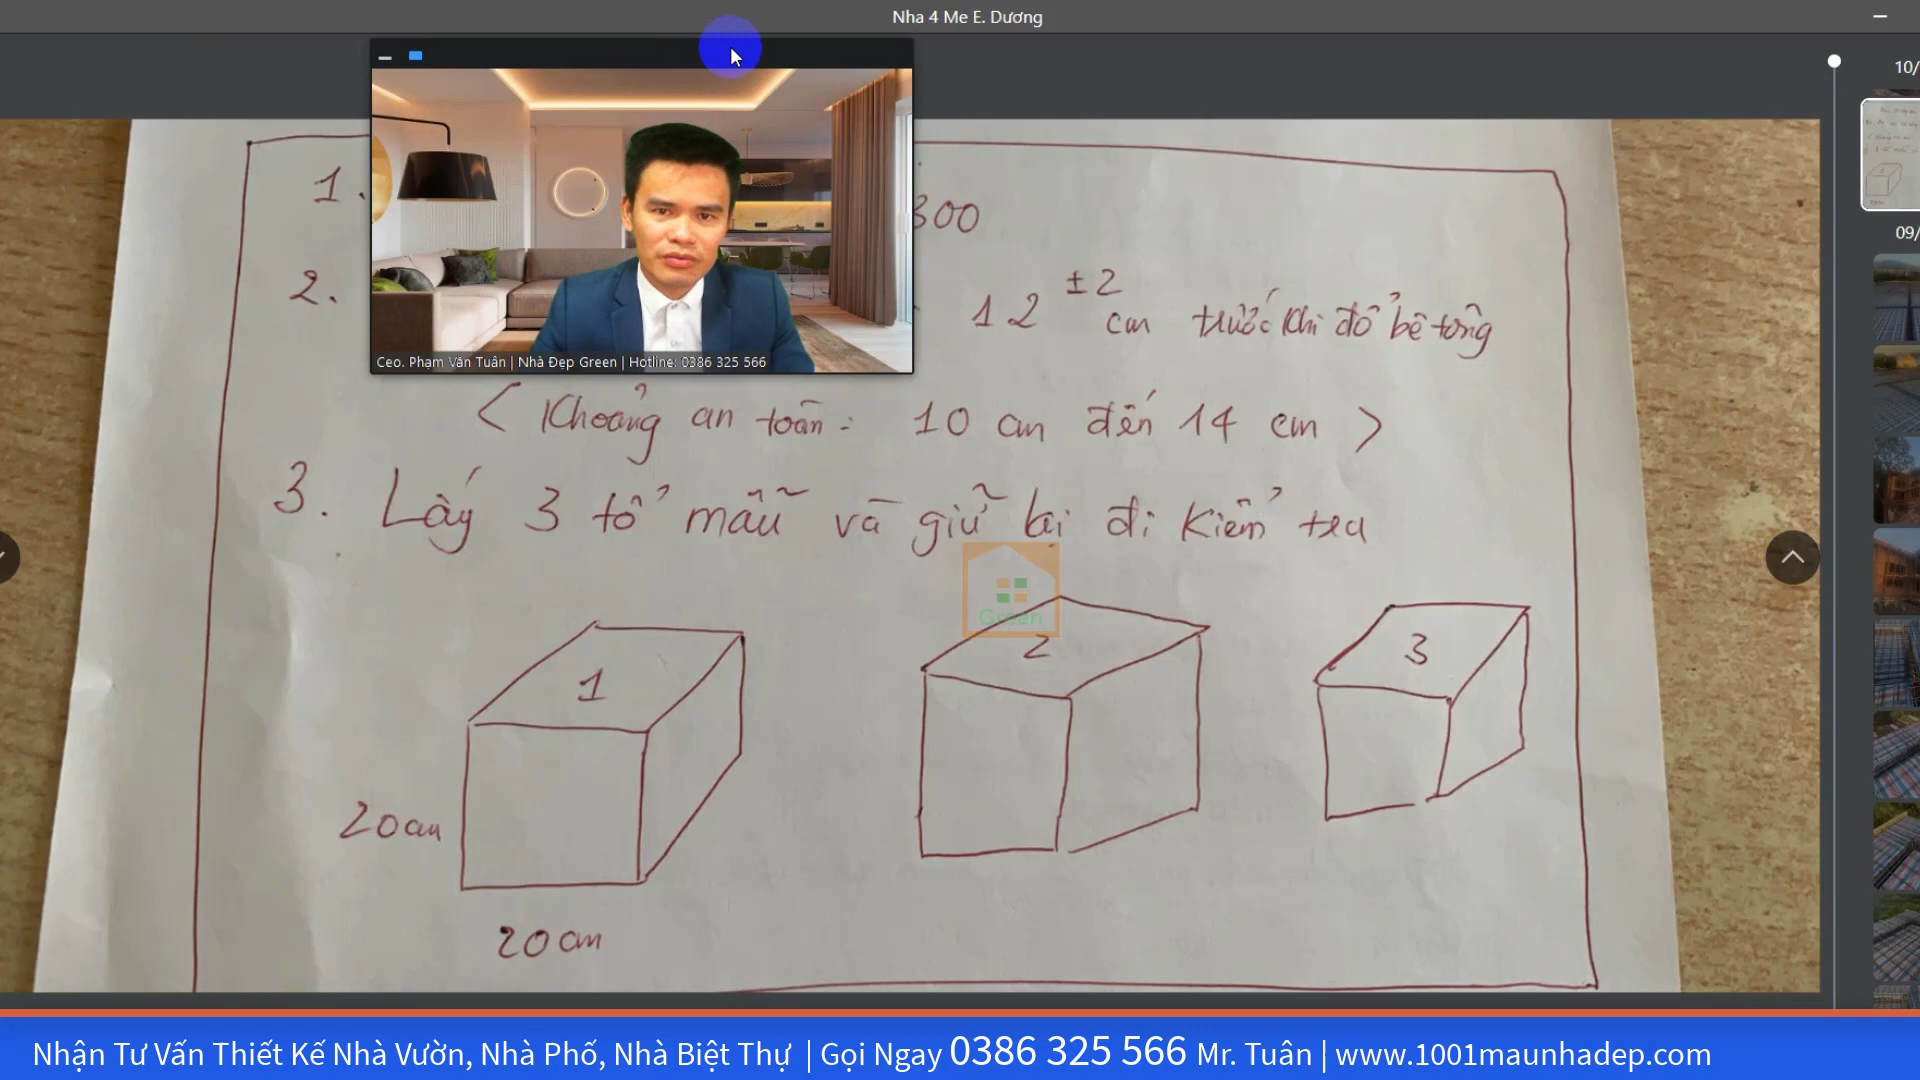 Nha 4 Me E. Dương
10/
1.
300
2.
12 ±2 cm trước khi đổ bê tông
Ceo. Phạm Văn Tuân | Nhà Đẹp Green | Hotline: 0386 325 566
09/
< Khoảng an toàn: 10 cm đến 14 cm >
3. Lấy 3 tổ mẫu và giữ lại đi kiểm tra
Green
1
2
3
20cm
20cm
Nhận Tư Vấn Thiết Kế Nhà Vườn, Nhà Phố, Nhà Biệt Thự | Gọi Ngay 0386 325 566 Mr. Tuân | www.1001maunhadep.com